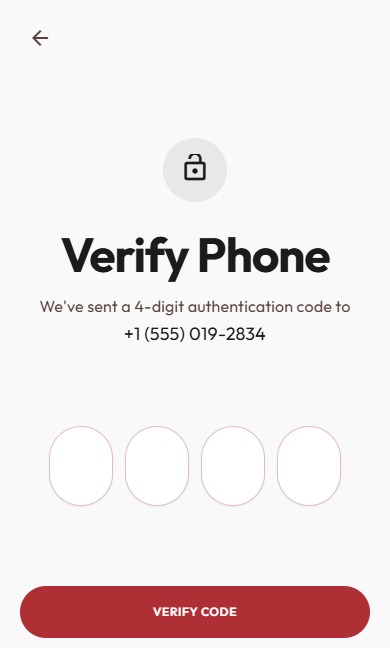 Verify Phone
We've sent a 4-digit authentication code to
+1 (555) 019-2834
VERIFY CODE